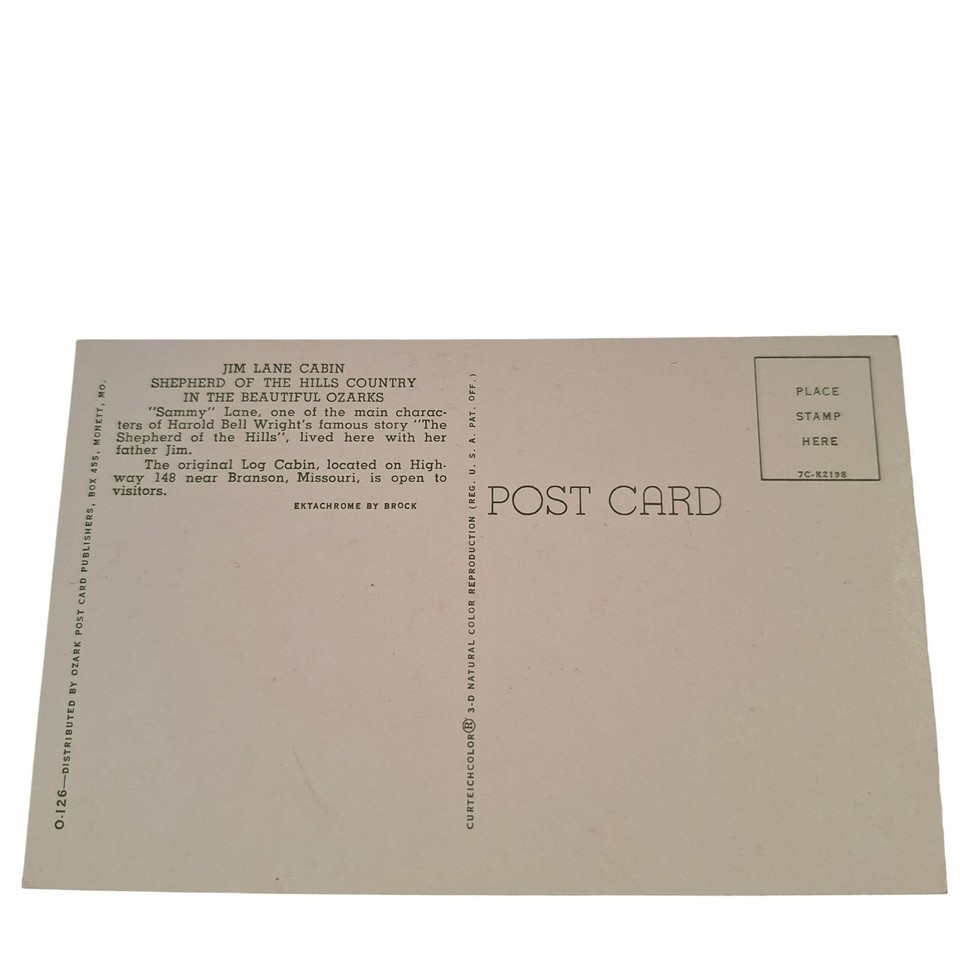 JIM LANE CABIN
SHEPHERD OF THE HILLS COUNTRY
IN THE BEAUTIFUL OZARKS
"Sammy" Lane, one of the main charac-
ters of Harold Bell Wright's famous story "The
Shepherd of the Hills", lived here with her
father Jim.
The original Log Cabin, located on High-
way 148 near Branson, Missouri, is open to
visitors.
EKTACHROME BY BROCK
O-126—DISTRIBUTED BY OZARK POST CARD PUBLISHERS, BOX 455, MONETT, MO.
CURTEICHCOLOR® 3-D NATURAL COLOR REPRODUCTION (REG. U. S. A. PAT. OFF.)
POST CARD
PLACE
STAMP
HERE
7C-K2198